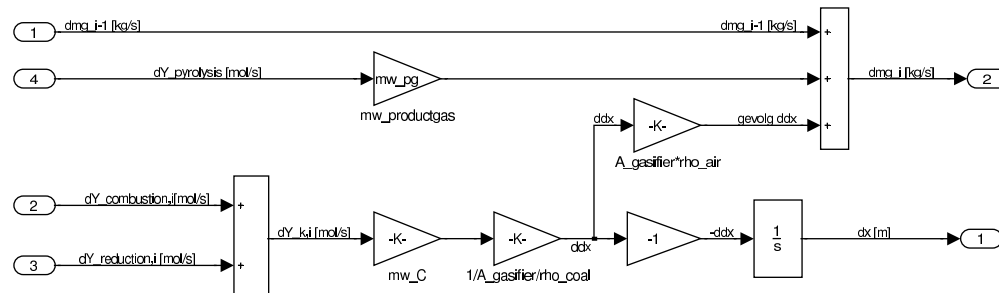 dmg_i-1 [kg/s]
dmg_i-1 [kg/s]
1
+
4
dY_pyrolysis [mol/s]
mw_pg
mw_productgas
+
dmg_i [kg/s]
2
ddx
-K-
gevolg ddx
+
A_gasifier*rho_air
2
dY_combustion,i [mol/s]
+
dY_k,i [mol/s]
-K-
mw_C
-K-
1/A_gasifier/rho_coal
ddx
-1
-ddx
1
s
dx [m]
1
3
dY_reduction,i [mol/s]
+